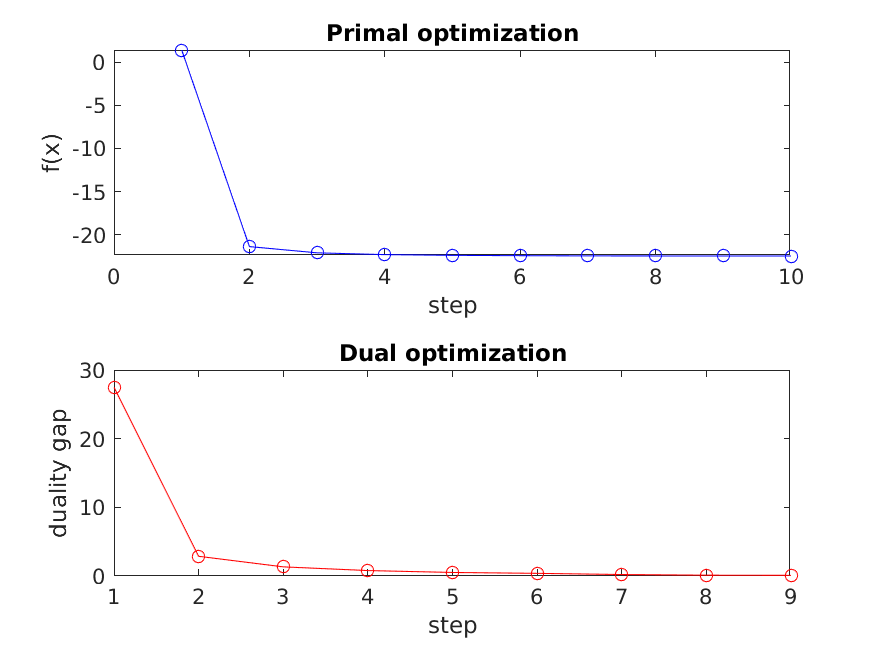 Primal optimization
0
-5
-10
-15
-20
f(x)
0 2 4 6 8 10
step
Dual optimization
30
20
10
0
duality gap
1 2 3 4 5 6 7 8 9
step